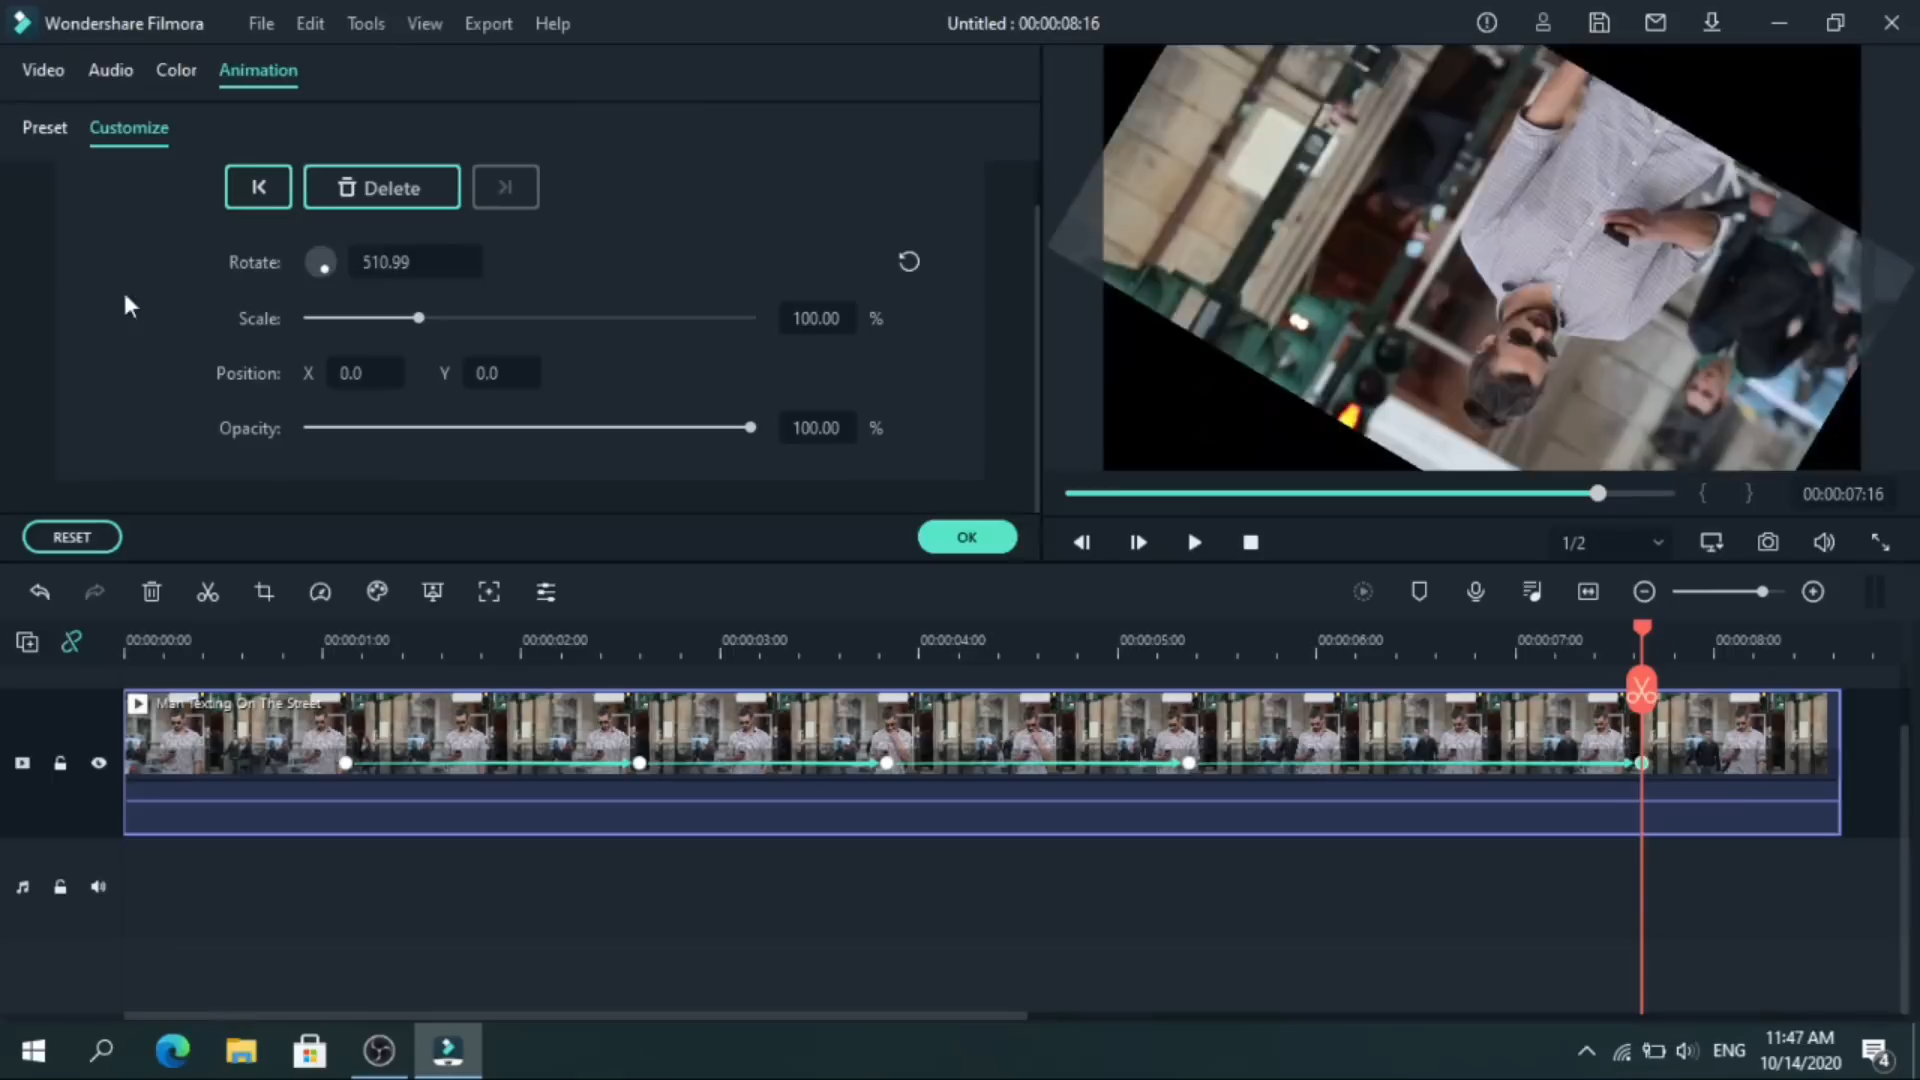 Wondershare Filmora
File
Edit
Tools
View
Export
Help
Untitled : 00:00:08:16
Video
Audio
Color
Animation
Preset
Customize
Delete
Rotate:
510.99
Scale:
100.00
%
Position:
X
0.0
Y
0.0
Opacity:
100.00
%
RESET
OK
{ }
00:00:07:16
1/2
00:00:00:00
00:00:01:00
00:00:02:00
00:00:03:00
00:00:04:00
00:00:05:00
00:00:06:00
00:00:07:00
00:00:08:00
Man Texting On The Street
ENG
11:47 AM
10/14/2020
4